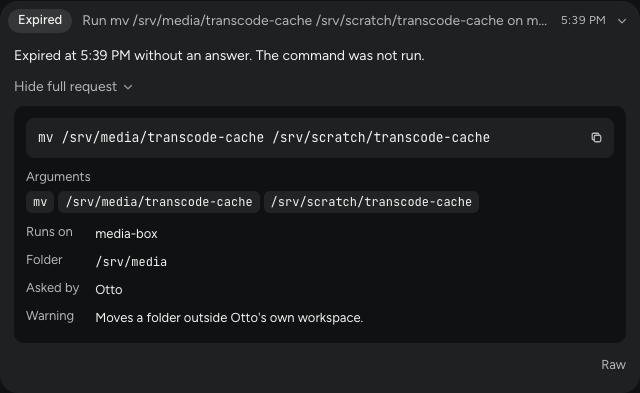 Expired Run mv /srv/media/transcode-cache /srv/scratch/transcode-cache on m... 5:39 PM
Expired at 5:39 PM without an answer. The command was not run.
Hide full request
mv /srv/media/transcode-cache /srv/scratch/transcode-cache
Arguments
mv /srv/media/transcode-cache /srv/scratch/transcode-cache
Runs on media-box
Folder /srv/media
Asked by Otto
Warning Moves a folder outside Otto's own workspace.
Raw